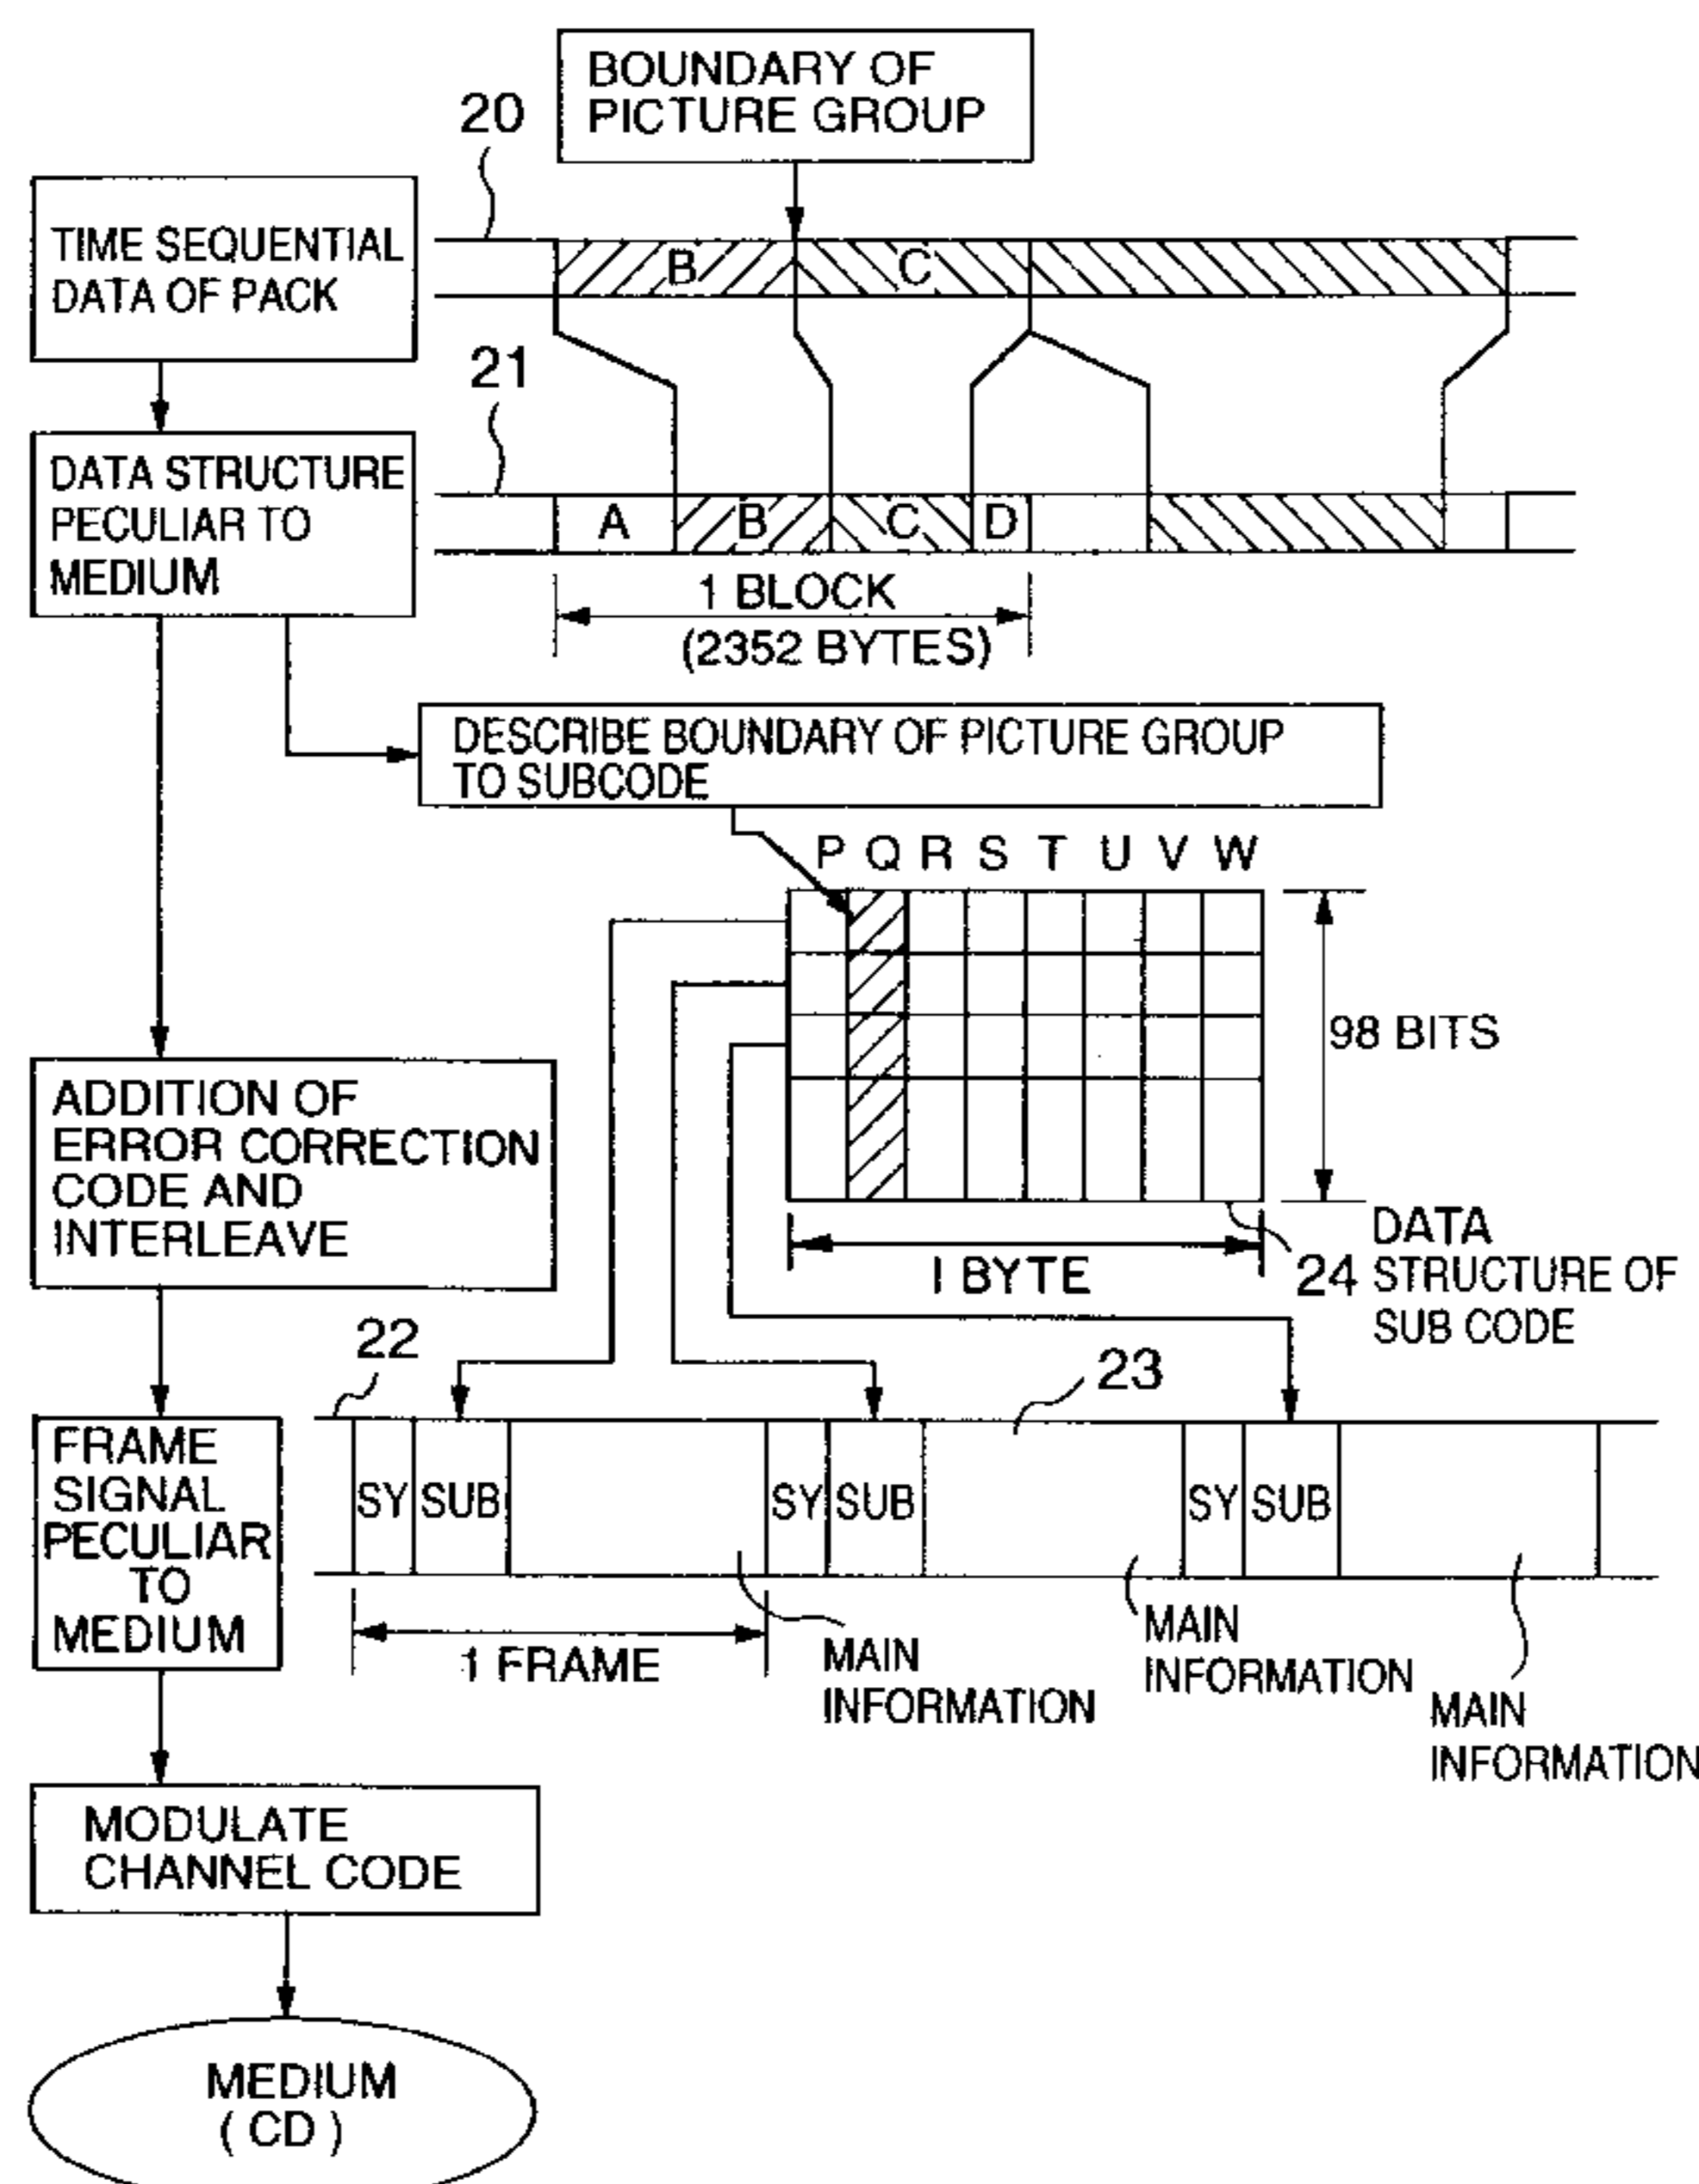 BOUNDARY OF
PICTURE GROUP
20
TIME SEQUENTIAL
DATA OF PACK
B
C
21
DATA STRUCTURE
PECULIAR TO
MEDIUM
A
B
C
D
1 BLOCK
(2352 BYTES)
DESCRIBE BOUNDARY OF PICTURE GROUP
TO SUBCODE
P Q R S T U V W
98 BITS
ADDITION OF
ERROR CORRECTION
CODE AND
INTERLEAVE
1 BYTE
24
DATA
STRUCTURE OF
SUB CODE
22
23
FRAME
SIGNAL
PECULIAR
TO
MEDIUM
SY SUB
SY SUB
SY SUB
1 FRAME
MAIN
INFORMATION
MAIN
INFORMATION
MAIN
INFORMATION
MODULATE
CHANNEL CODE
MEDIUM
( CD )